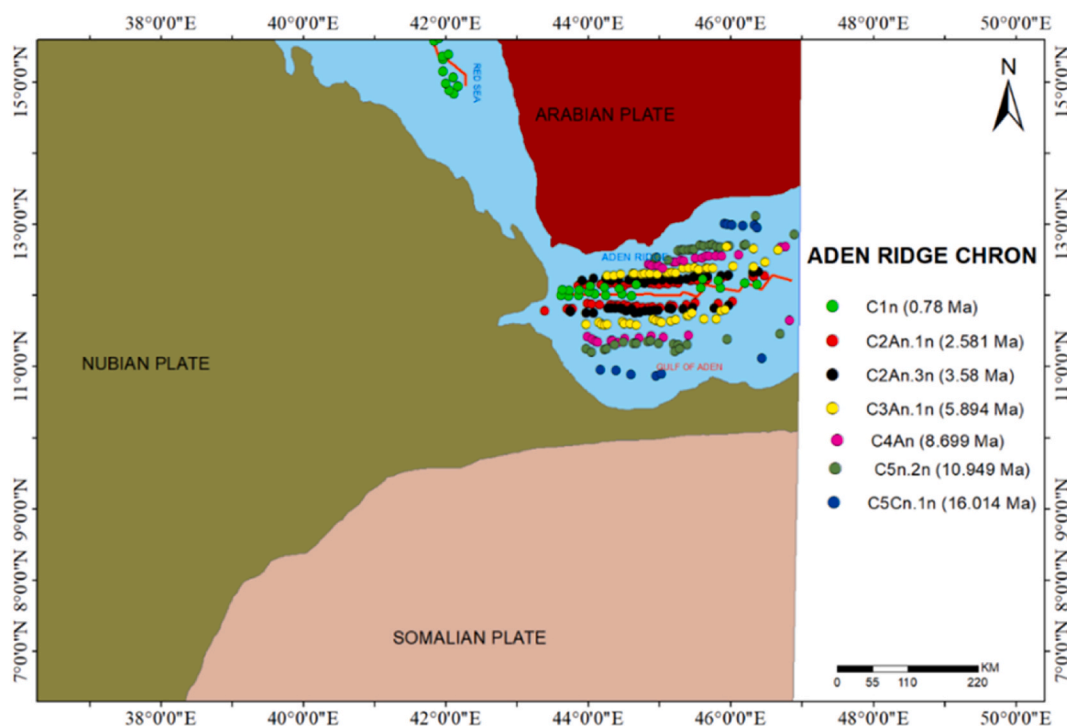 38°0'0"E 40°0'0"E 42°0'0"E 44°0'0"E 46°0'0"E 48°0'0"E 50°0'0"E
15°0'0"N
13°0'0"N
11°0'0"N
9°0'0"N
8°0'0"N
7°0'0"N
RED SEA
ARABIAN PLATE
N
15°0'0"N
13°0'0"N
11°0'0"N
9°0'0"N
8°0'0"N
7°0'0"N
ADEN RIDGE
NUBIAN PLATE
GULF OF ADEN
SOMALIAN PLATE
ADEN RIDGE CHRON
C1n (0.78 Ma)
C2An.1n (2.581 Ma)
C2An.3n (3.58 Ma)
C3An.1n (5.894 Ma)
C4An (8.699 Ma)
C5n.2n (10.949 Ma)
C5Cn.1n (16.014 Ma)
KM
0 55 110 220
38°0'0"E 40°0'0"E 42°0'0"E 44°0'0"E 46°0'0"E 48°0'0"E 50°0'0"E